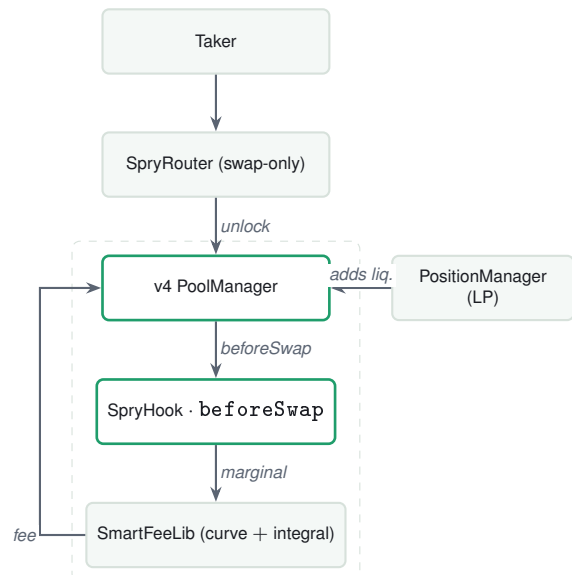 Taker
SpryRouter (swap-only)
unlock
adds liq.
v4 PoolManager
PositionManager
(LP)
beforeSwap
SpryHook · beforeSwap
marginal
SmartFeeLib (curve + integral)
fee